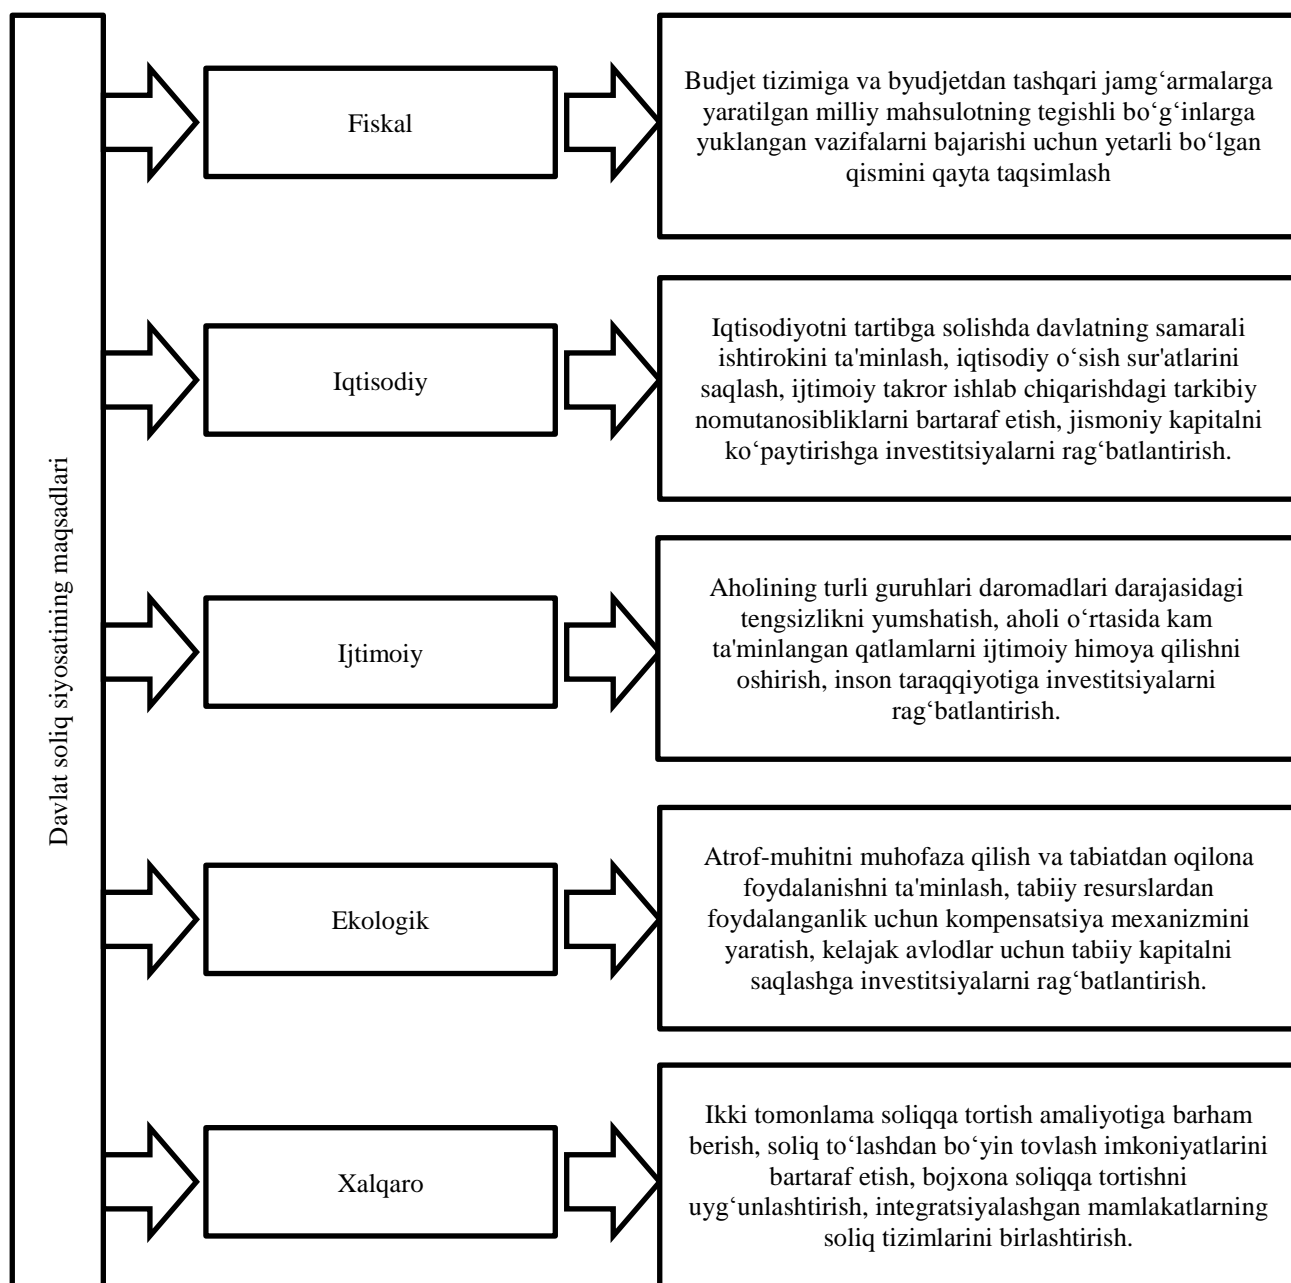 Davlat soliq siyosatining maqsadlari
Fiskal
Budjet tizimiga va byudjetdan tashqari jamg‘armalarga
yaratilgan milliy mahsulotning tegishli bo‘g‘inlarga
yuklangan vazifalarni bajarishi uchun yetarli bo‘lgan
qismini qayta taqsimlash
Iqtisodiy
Iqtisodiyotni tartibga solishda davlatning samarali
ishtirokini ta'minlash, iqtisodiy o‘sish sur'atlarini
saqlash, ijtimoiy takror ishlab chiqarishdagi tarkibiy
nomutanosibliklarni bartaraf etish, jismoniy kapitalni
ko‘paytirishga investitsiyalarni rag‘batlantirish.
Ijtimoiy
Aholining turli guruhlari daromadlari darajasidagi
tengsizlikni yumshatish, aholi o‘rtasida kam
ta'minlangan qatlamlarni ijtimoiy himoya qilishni
oshirish, inson taraqqiyotiga investitsiyalarni
rag‘batlantirish.
Ekologik
Atrof-muhitni muhofaza qilish va tabiatdan oqilona
foydalanishni ta'minlash, tabiiy resurslardan
foydalanganlik uchun kompensatsiya mexanizmini
yaratish, kelajak avlodlar uchun tabiiy kapitalni
saqlashga investitsiyalarni rag‘batlantirish.
Xalqaro
Ikki tomonlama soliqqa tortish amaliyotiga barham
berish, soliq to‘lashdan bo‘yin tovlash imkoniyatlarini
bartaraf etish, bojxona soliqqa tortishni
uyg‘unlashtirish, integratsiyalashgan mamlakatlarning
soliq tizimlarini birlashtirish.